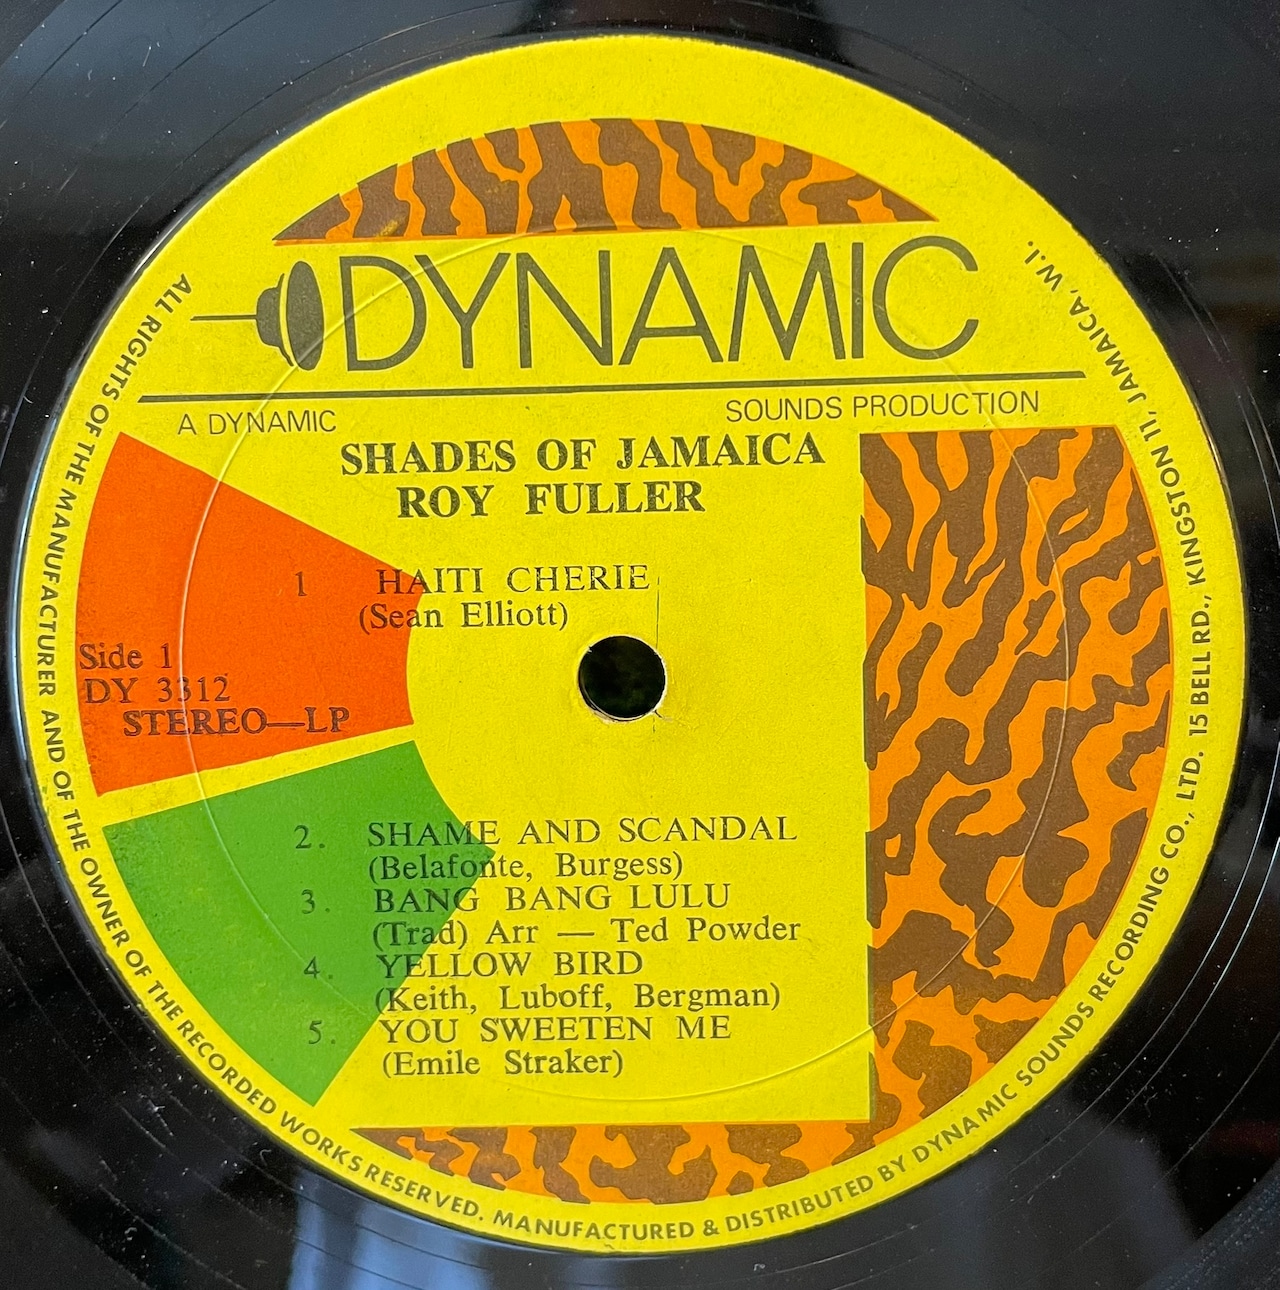 DYNAMIC
A DYNAMIC SOUNDS PRODUCTION
SHADES OF JAMAICA
ROY FULLER
1 HAITI CHERIE
(Sean Elliott)
Side 1
DY 3312
STEREO—LP
2. SHAME AND SCANDAL
(Belafonte, Burgess)
3. BANG BANG LULU
(Trad) Arr — Ted Powder
4. YELLOW BIRD
(Keith, Luboff, Bergman)
5. YOU SWEETEN ME
(Emile Straker)
ALL RIGHTS OF THE MANUFACTURER AND OF THE OWNER OF THE RECORDED WORKS RESERVED. MANUFACTURED & DISTRIBUTED BY DYNAMIC SOUNDS RECORDING CO., LTD. 15 BELL RD., KINGSTON 11, JAMAICA, W.I.